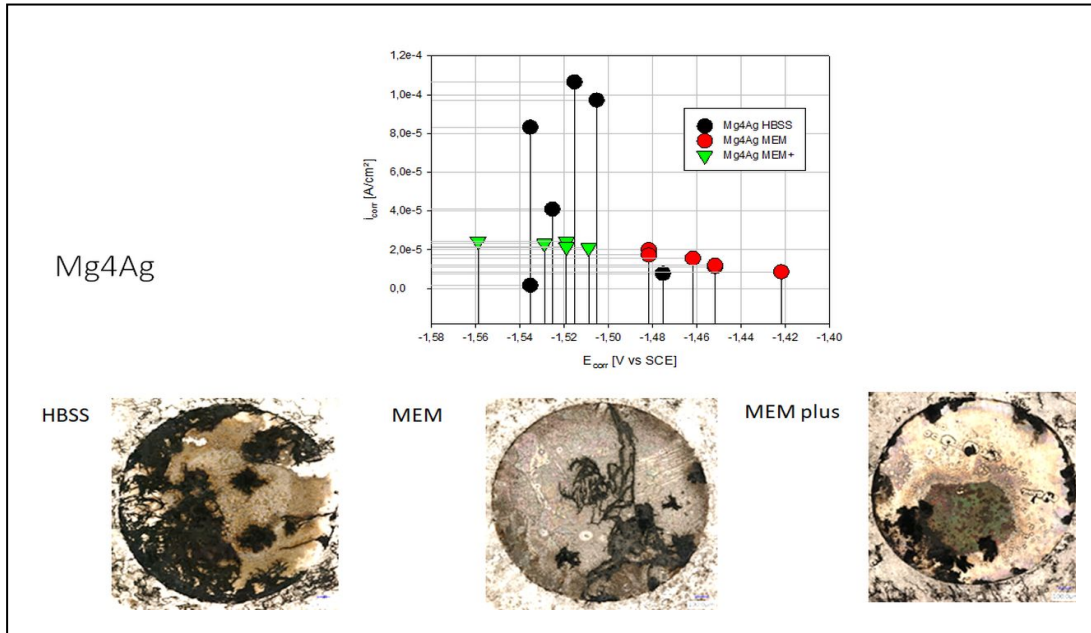 1,2e-4
1,0e-4
8,0e-5
6,0e-5
4,0e-5
2,0e-5
0,0
i_corr [A/cm²]
Mg4Ag HBSS
Mg4Ag MEM
Mg4Ag MEM+
-1,58 -1,56 -1,54 -1,52 -1,50 -1,48 -1,46 -1,44 -1,42 -1,40
E_corr [V vs SCE]
Mg4Ag
HBSS
MEM
MEM plus